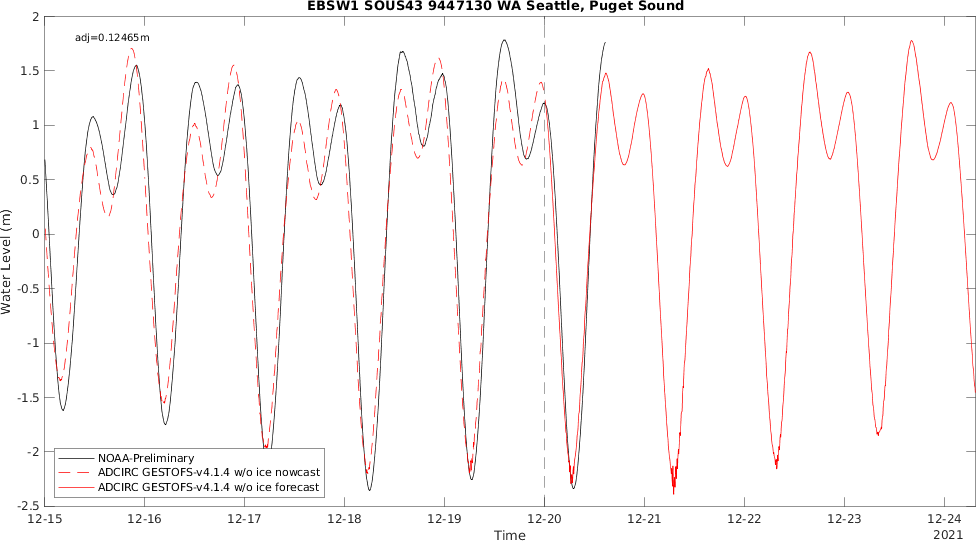 EBSW1 SOUS43 9447130 WA Seattle, Puget Sound
adj=0.12465m
2
1.5
1
0.5
0
-0.5
-1
-1.5
-2
-2.5
Water Level (m)
NOAA-Preliminary
ADCIRC GESTOFS-v4.1.4 w/o ice nowcast
ADCIRC GESTOFS-v4.1.4 w/o ice forecast
12-15 12-16 12-17 12-18 12-19 12-20 12-21 12-22 12-23 12-24
Time
2021